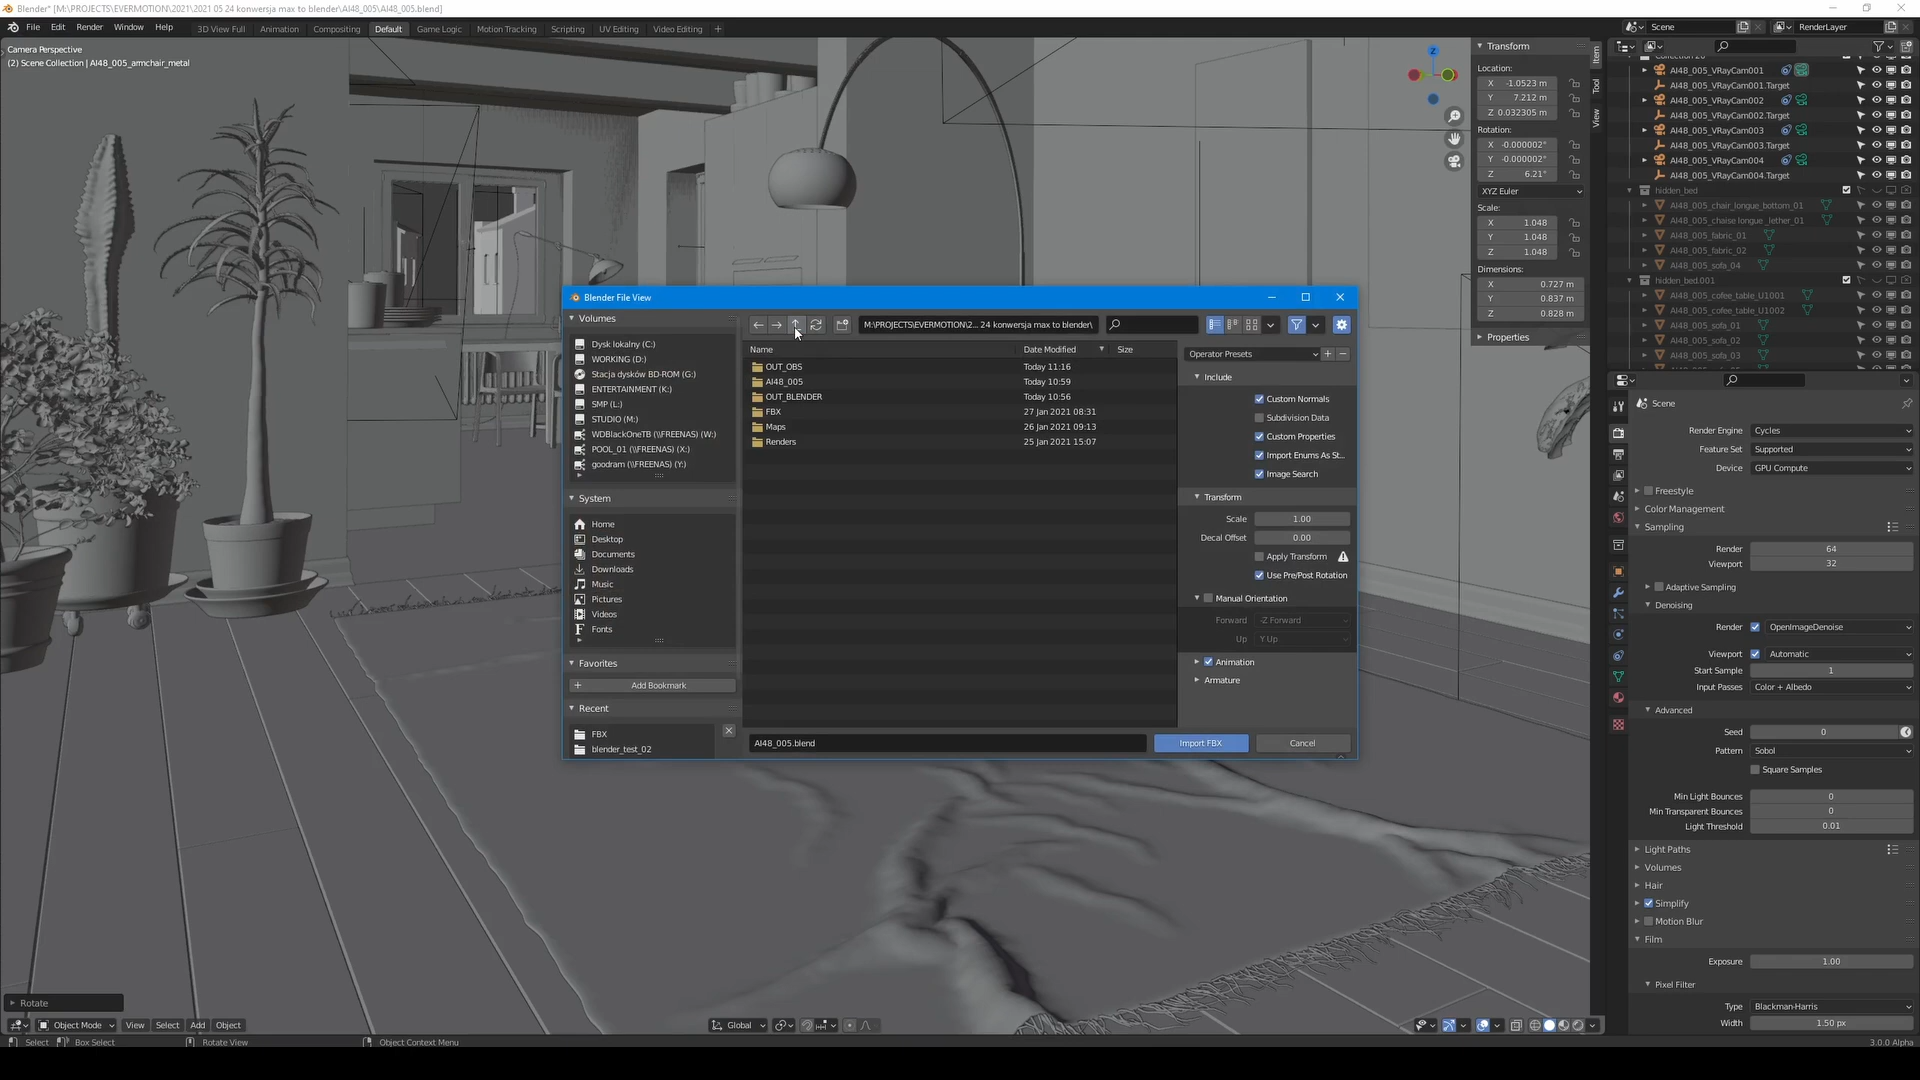 Blender* [M:\PROJECTS\EVERMOTION\2021\2021 05 24 konwersja max to blender\AI48_005\AI48_005.blend]
File Edit Render Window Help 3D View Full Animation Compositing Default Game Logic Motion Tracking Scripting UV Editing Video Editing + Scene RenderLayer
Camera Perspective
(2) Scene Collection | AI48_005_armchair_metal
Z
Transform
Location:
X -1.0523 m
Y 7.212 m
Z 0.032305 m
Rotation:
X -0.000002°
Y -0.000002°
Z 6.21°
XYZ Euler
Scale:
X 1.048
Y 1.048
Z 1.048
Dimensions:
X 0.727 m
Y 0.837 m
Z 0.828 m
Properties
Item
Tool
View
AI48_005_VRayCam001
AI48_005_VRayCam001.Target
AI48_005_VRayCam002
AI48_005_VRayCam002.Target
AI48_005_VRayCam003
AI48_005_VRayCam003.Target
AI48_005_VRayCam004
AI48_005_VRayCam004.Target
hidden_bed
AI48_005_chair_longue_bottom_01
AI48_005_chaise longue _lether_01
AI48_005_fabric_01
AI48_005_fabric_02
AI48_005_sofa_04
hidden_bed.001
AI48_005_cofee_table_U1001
AI48_005_cofee_table_U1002
AI48_005_sofa_01
AI48_005_sofa_02
AI48_005_sofa_03
Blender File View
Volumes
Dysk lokalny (C:)
WORKING (D:)
Stacja dysków BD-ROM (G:)
ENTERTAINMENT (K:)
SMP (L:)
STUDIO (M:)
WDBlackOneTB (\\FREENAS) (W:)
POOL_01 (\\FREENAS) (X:)
goodram (\\FREENAS) (Y:)
System
Home
Desktop
Documents
Downloads
Music
Pictures
Videos
Fonts
Favorites
+ Add Bookmark
Recent
FBX
blender_test_02
M:\PROJECTS\EVERMOTION\2... 24 konwersja max to blender\
Name Date Modified Size
OUT_OBS Today 11:16
AI48_005 Today 10:59
OUT_BLENDER Today 10:56
FBX 27 Jan 2021 08:31
Maps 26 Jan 2021 09:13
Renders 25 Jan 2021 15:07
AI48_005.blend
Import FBX
Cancel
Operator Presets + −
Include
Custom Normals
Subdivision Data
Custom Properties
Import Enums As St...
Image Search
Transform
Scale 1.00
Decal Offset 0.00
Apply Transform
Use Pre/Post Rotation
Manual Orientation
Forward -Z Forward
Up Y Up
Animation
Armature
Scene
Render Engine Cycles
Feature Set Supported
Device GPU Compute
Freestyle
Color Management
Sampling
Render 64
Viewport 32
Adaptive Sampling
Denoising
Render OpenImageDenoise
Viewport Automatic
Start Sample 1
Input Passes Color + Albedo
Advanced
Seed 0
Pattern Sobol
Square Samples
Min Light Bounces 0
Min Transparent Bounces 0
Light Threshold 0.01
Light Paths
Volumes
Hair
Simplify
Motion Blur
Film
Exposure 1.00
Pixel Filter
Type Blackman-Harris
Width 1.50 px
Rotate
Object Mode View Select Add Object Global
Select Box Select Rotate View Object Context Menu 3.0.0 Alpha